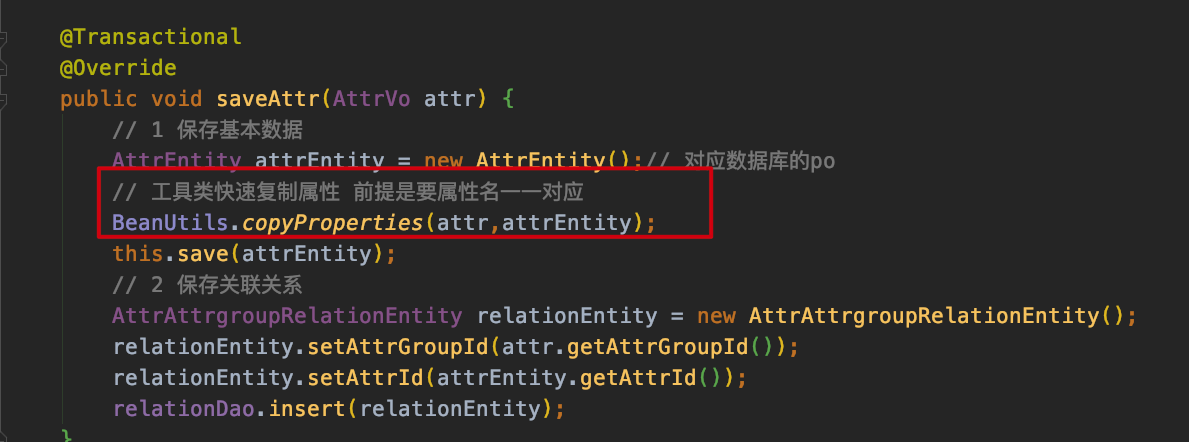 @Transactional
@Override
public void saveAttr(AttrVo attr) {
// 1 保存基本数据
AttrEntity attrEntity = new AttrEntity();// 对应数据库的po
// 工具类快速复制属性 前提是要属性名一一对应
BeanUtils.copyProperties(attr,attrEntity);
this.save(attrEntity);
// 2 保存关联关系
AttrAttrgroupRelationEntity relationEntity = new AttrAttrgroupRelationEntity();
relationEntity.setAttrGroupId(attr.getAttrGroupId());
relationEntity.setAttrId(attrEntity.getAttrId());
relationDao.insert(relationEntity);
}